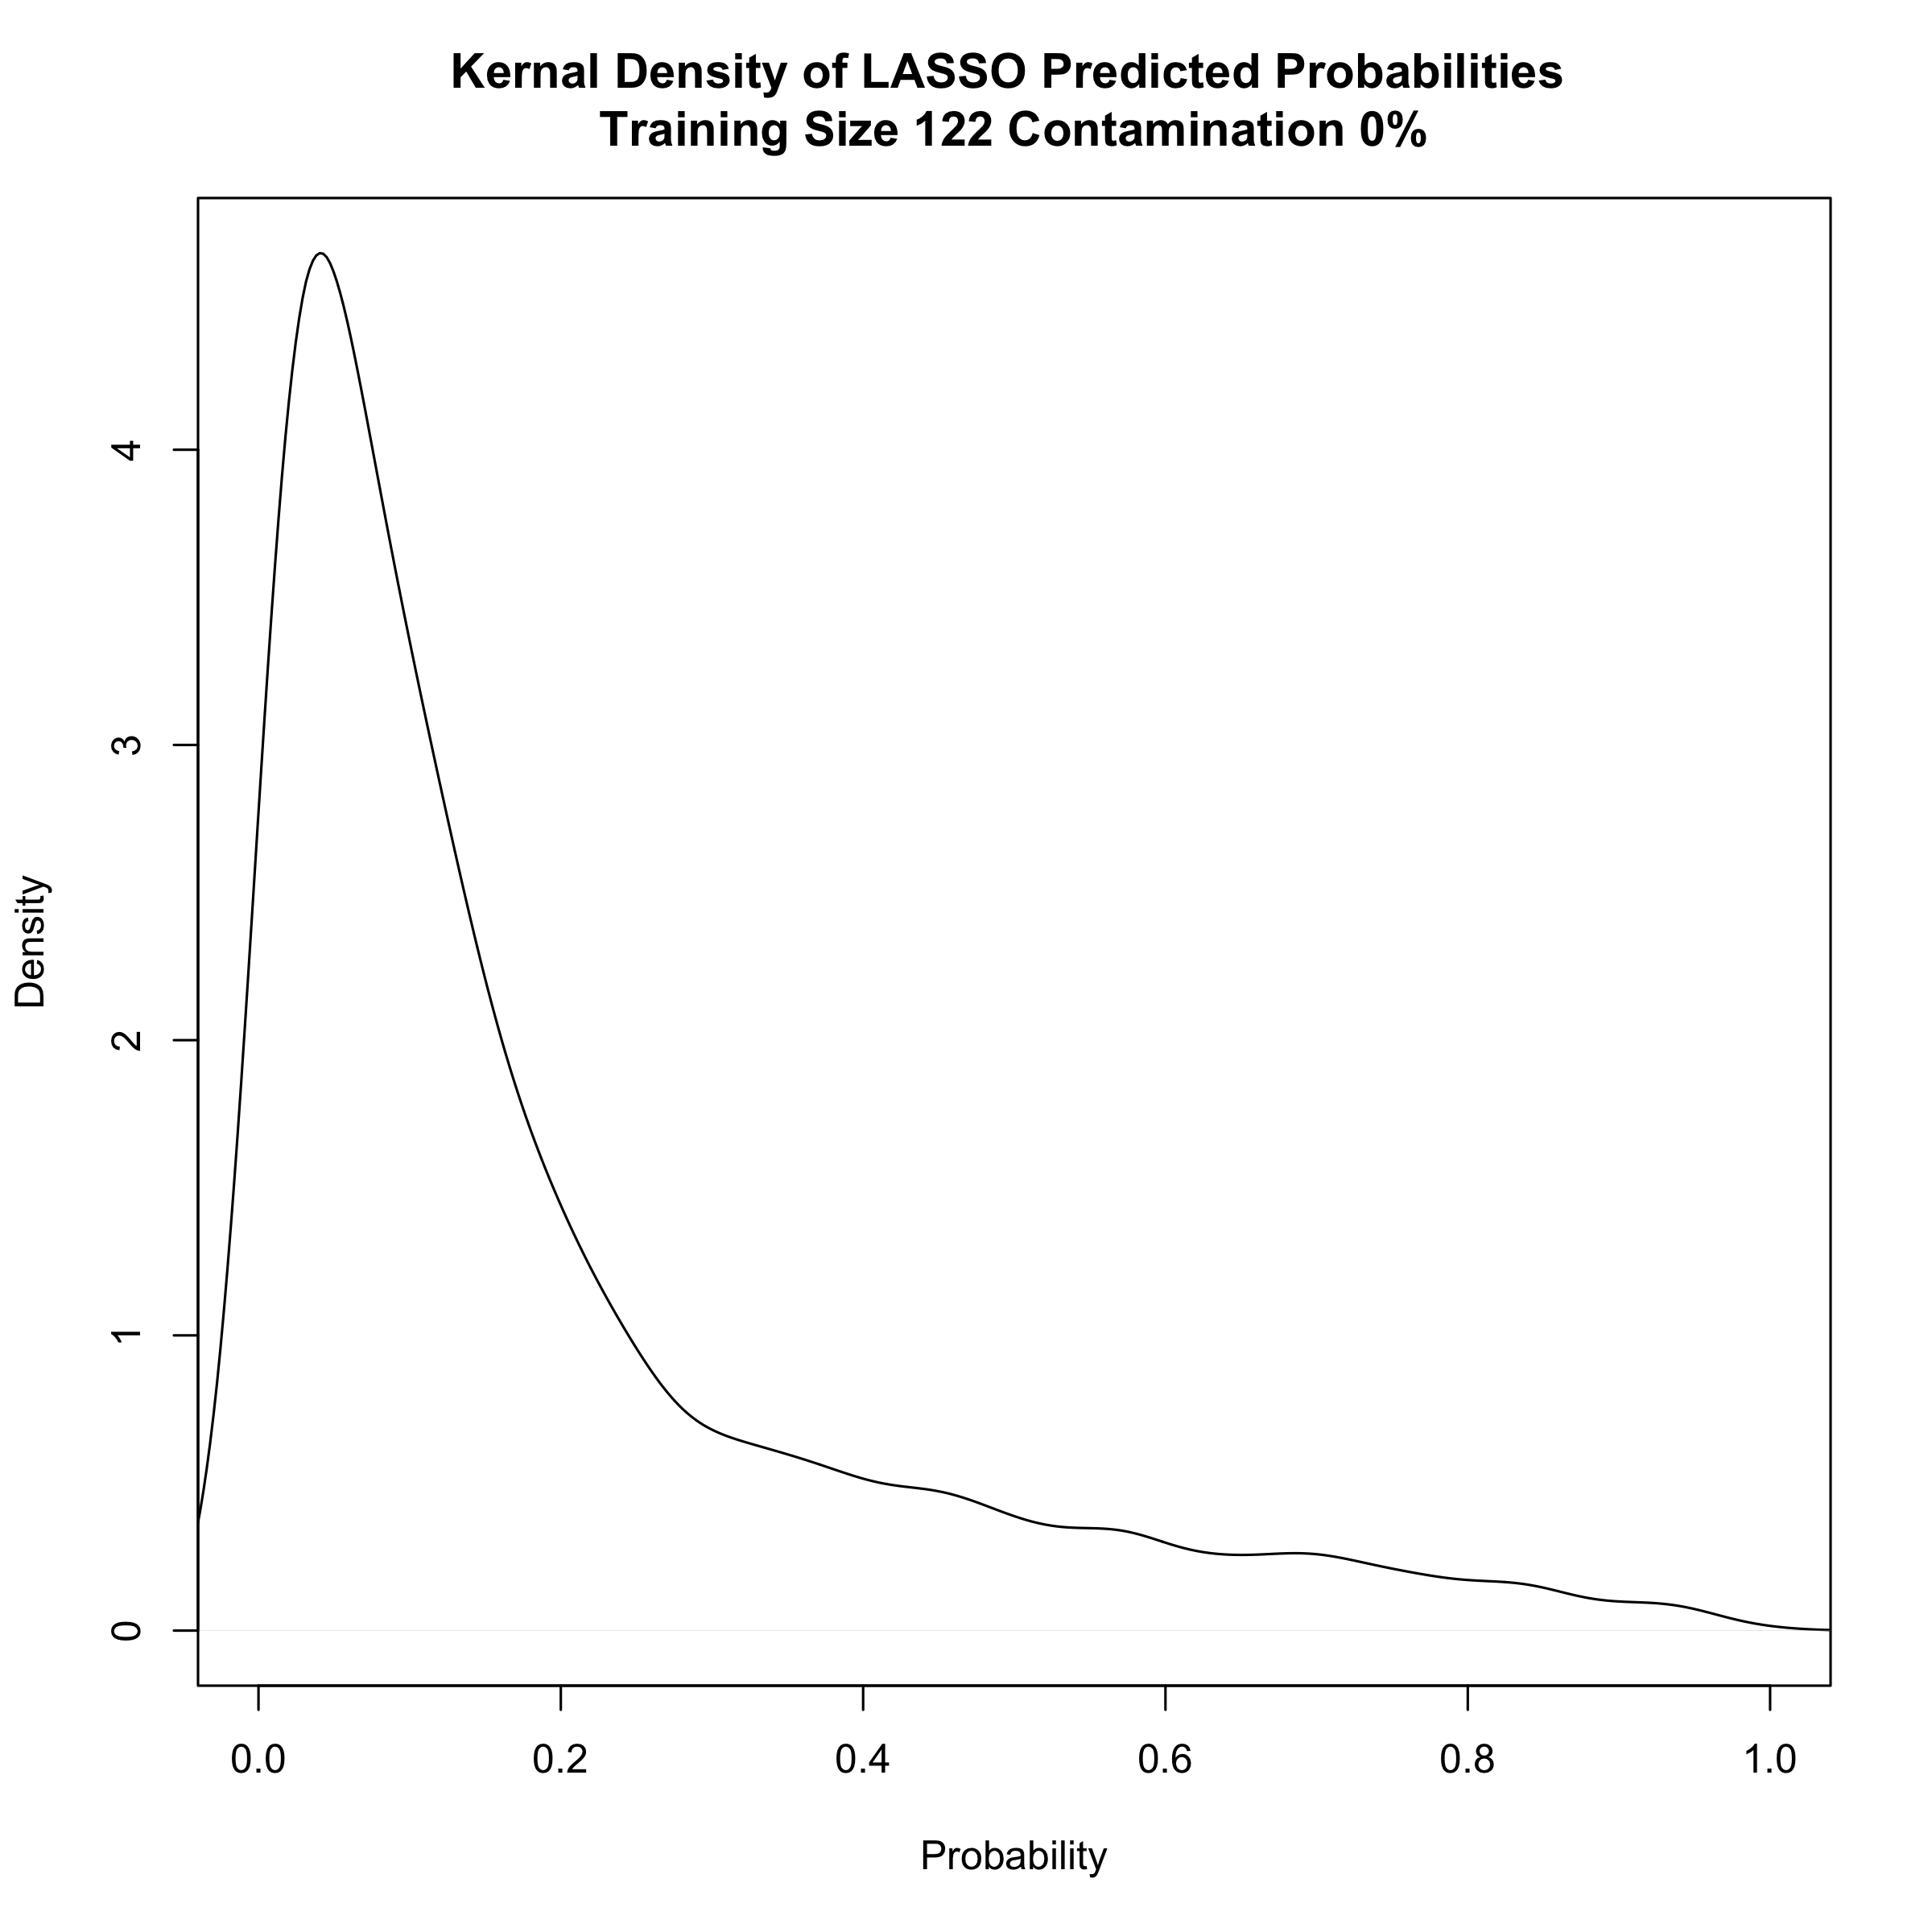 Kernal Density of LASSO Predicted Probabilities
Training Size 122 Contamination 0%
Density
4
3
2
1
0
0.0 0.2 0.4 0.6 0.8 1.0
Probability